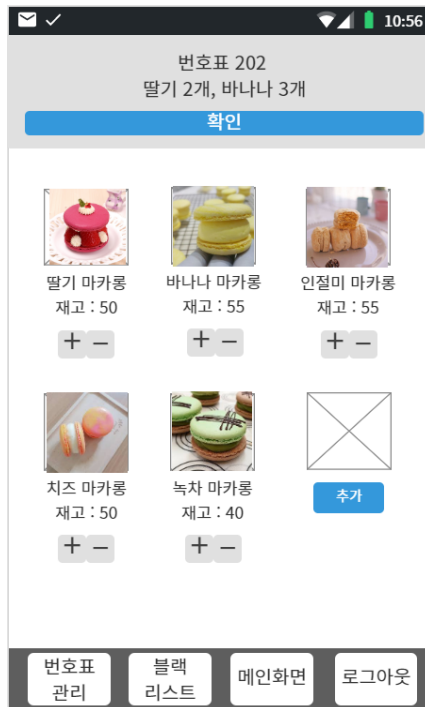 10:56
번호표 202
딸기 2개, 바나나 3개
확인
딸기 마카롱
재고 : 50
+ –
바나나 마카롱
재고 : 55
+ –
인절미 마카롱
재고 : 55
+ –
치즈 마카롱
재고 : 50
+ –
녹차 마카롱
재고 : 40
+ –
추가
번호표
관리
블랙
리스트
메인화면
로그아웃